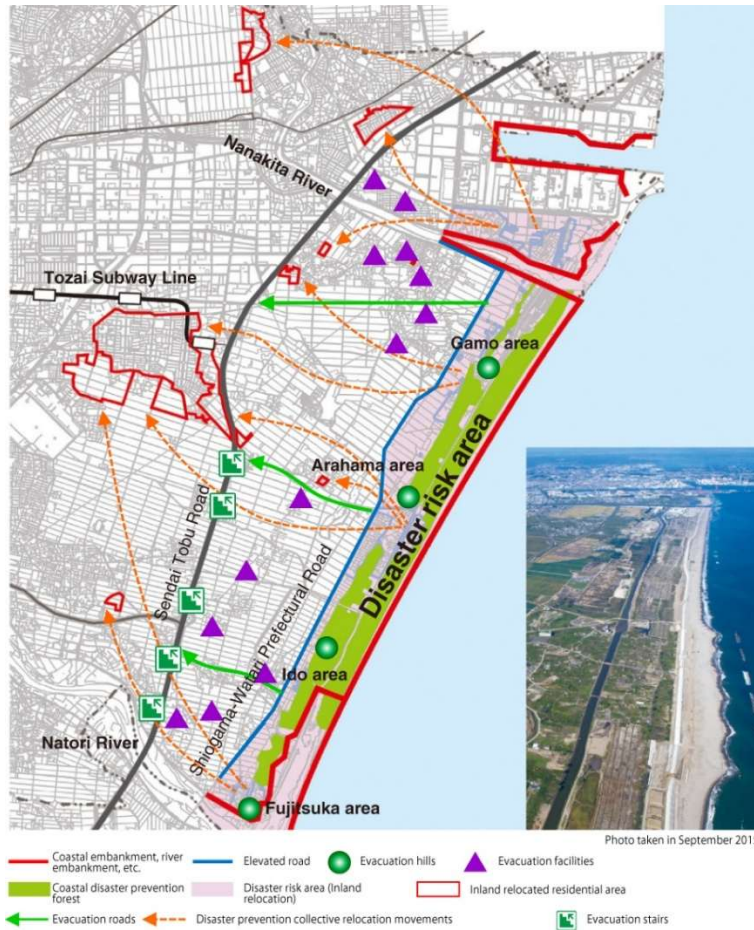 Nanakita River
Tozai Subway Line
Gamo area
Arahama area
Disaster risk area
Sendai Tobu Road
Shiogama-Watari Prefectural Road
Ido area
Natori River
Fujitsuka area
Photo taken in September 201
Coastal embankment, river
embankment, etc.
Elevated road
Evacuation hills
Evacuation facilities
Coastal disaster prevention
forest
Disaster risk area (Inland
relocation)
Inland relocated residential area
Evacuation roads
Disaster prevention collective relocation movements
Evacuation stairs